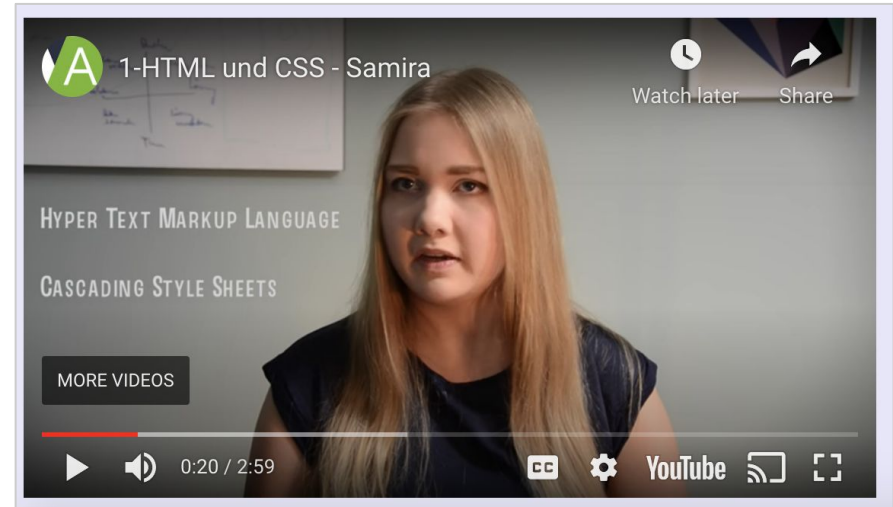 A
1-HTML und CSS - Samira
Watch later
Share
HYPER TEXT MARKUP LANGUAGE
CASCADING STYLE SHEETS
MORE VIDEOS
0:20 / 2:59
CC
YouTube